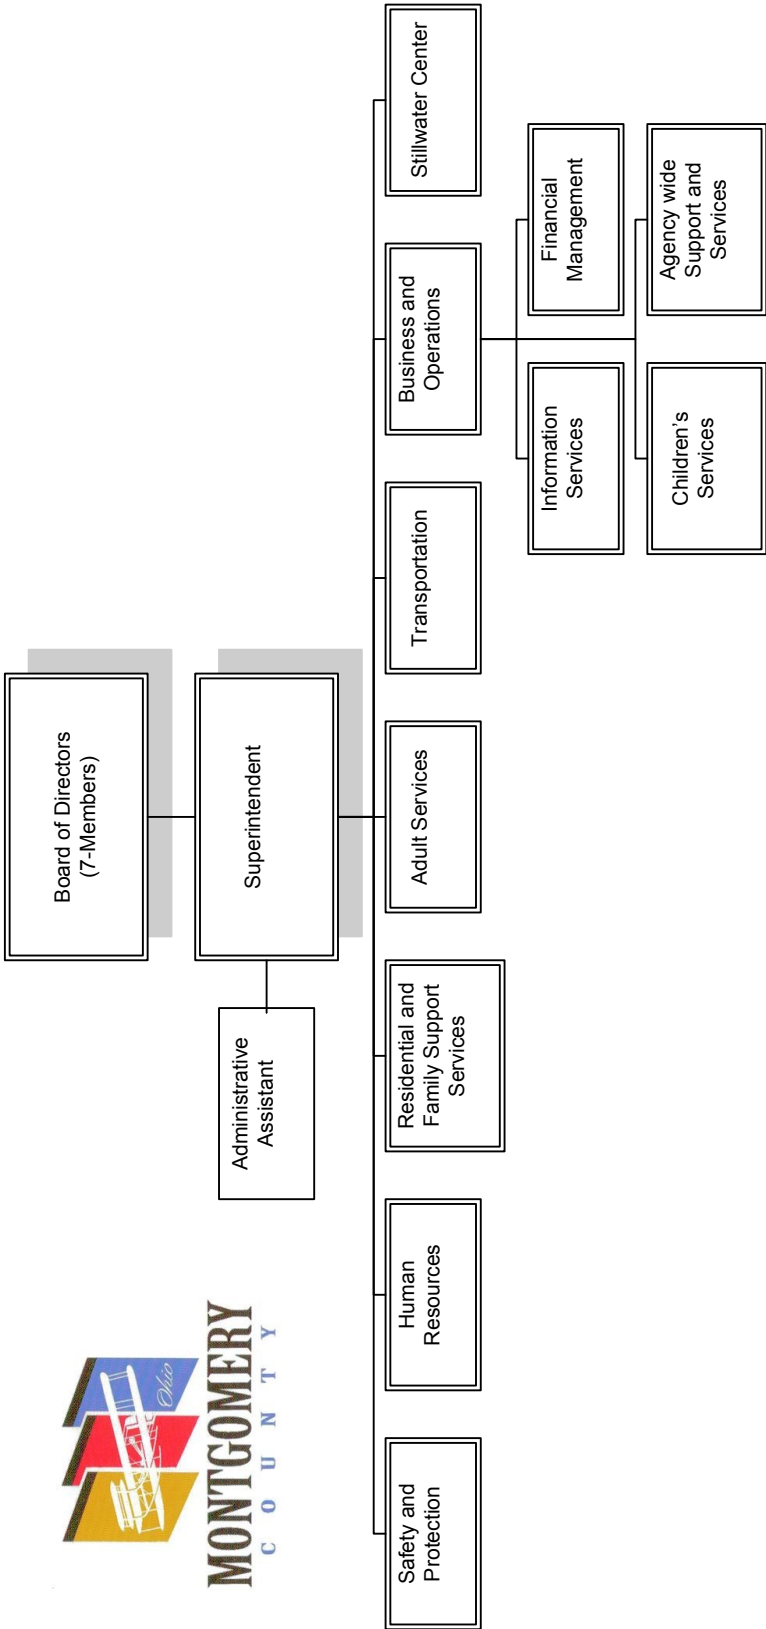 Ohio
MONTGOMERY
COUNTY
Board of Directors
(7-Members)
Superintendent
Administrative
Assistant
Safety and
Protection
Human
Resources
Residential and
Family Support
Services
Adult Services
Transportation
Business and
Operations
Stillwater Center
Information
Services
Financial
Management
Children's
Services
Agency wide
Support and
Services